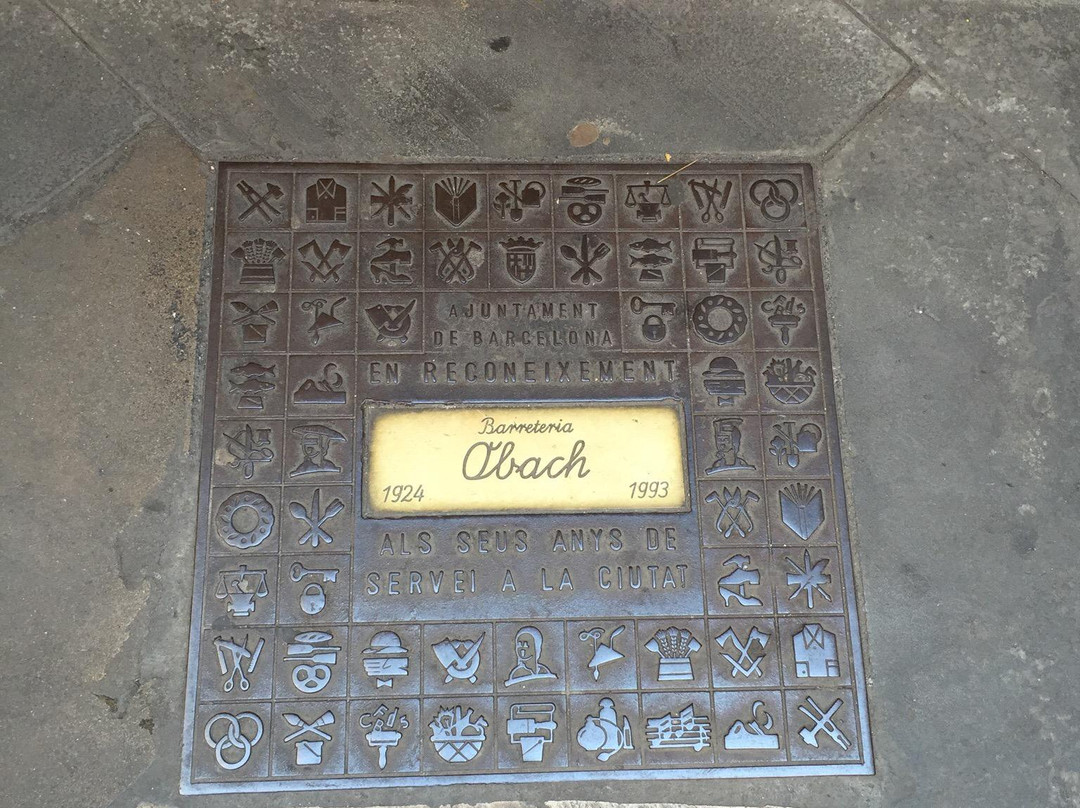 AJUNTAMENT
DE BARCELONA
EN RECONEIXEMENT
Barreteria
Obach
1924 1993
ALS SEUS ANYS DE
SERVEI A LA CIUTAT